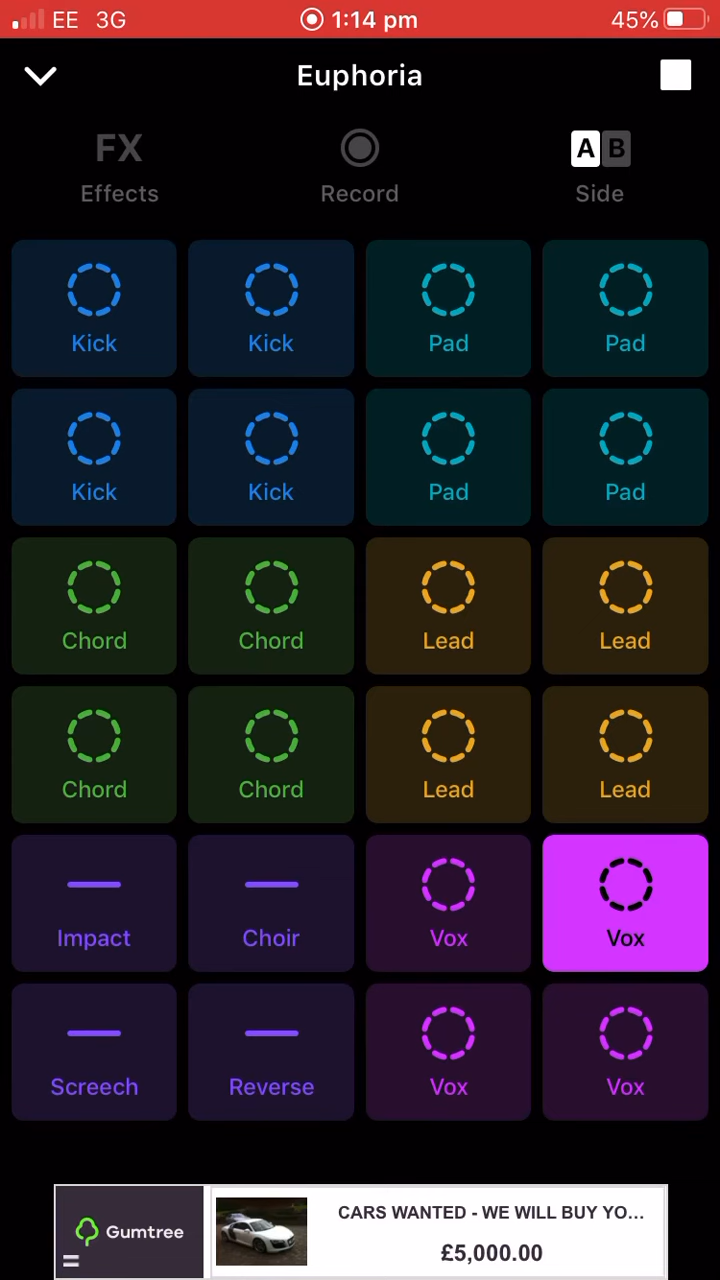 EE 3G 1:14 pm 45%
Euphoria
FX A B
Effects Record Side
Kick Kick Pad Pad
Kick Kick Pad Pad
Chord Chord Lead Lead
Chord Chord Lead Lead
Impact Choir Vox Vox
Screech Reverse Vox Vox
Gumtree
CARS WANTED - WE WILL BUY YO...
£5,000.00